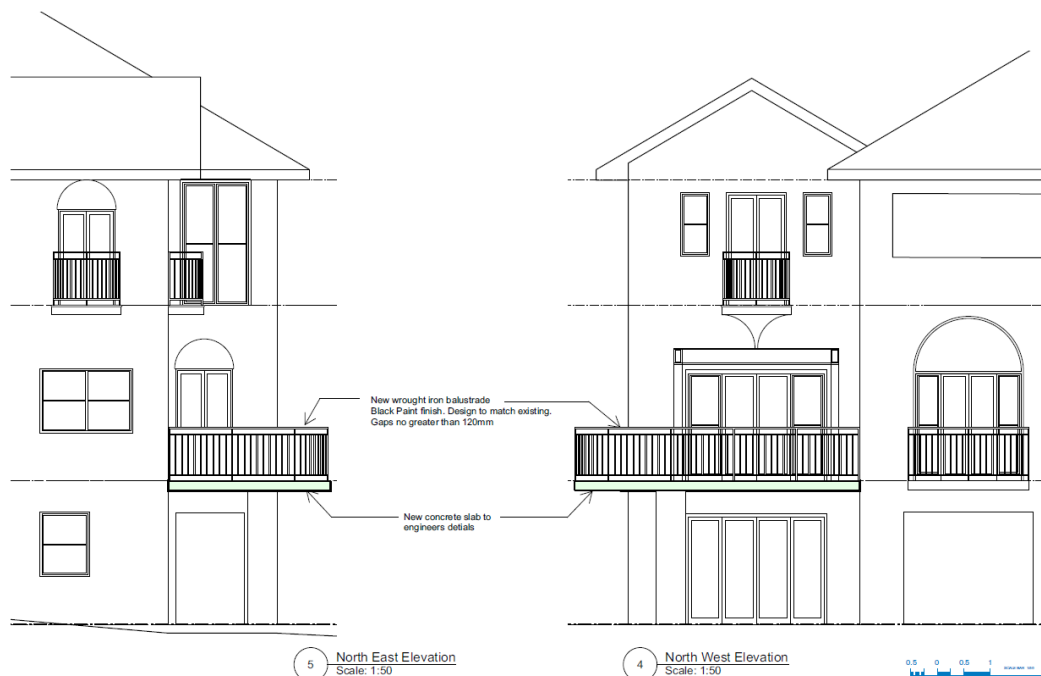 New wrought iron balustrade
Black Paint finish. Design to match existing.
Gaps no greater than 120mm
New concrete slab to
engineers detials
5
North East Elevation
Scale: 1:50
4
North West Elevation
Scale: 1:50
0.5 0 0.5 1